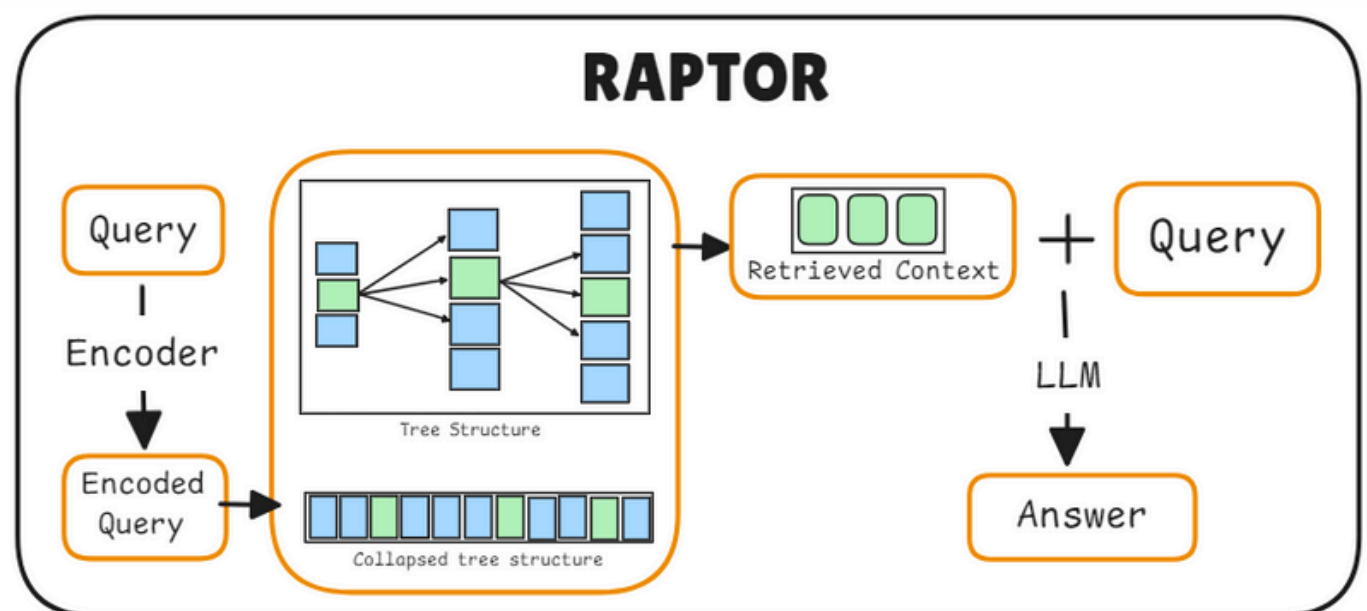 RAPTOR
Query
Encoder
Encoded
Query
Tree Structure
Collapsed tree structure
Retrieved Context
Query
LLM
Answer